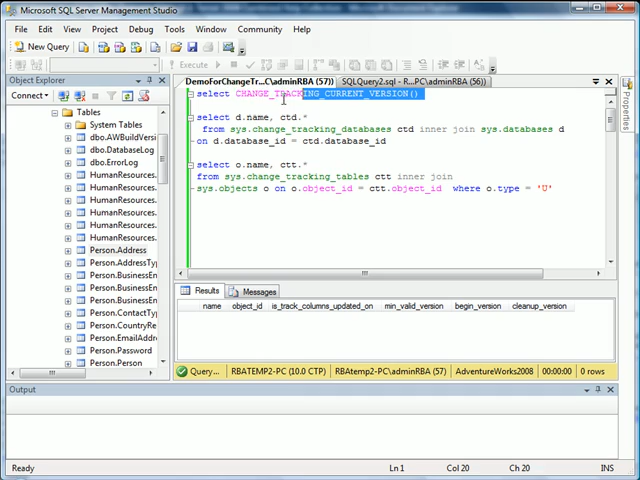 Microsoft SQL Server Management Studio
File Edit View Query Project Debug Tools Window Community Help
New Query
Execute
Object Explorer
Connect
Tables
System Tables
dbo.AWBuildVersi
dbo.DatabaseLog
dbo.ErrorLog
HumanResources.
HumanResources.
HumanResources.
HumanResources.
HumanResources.
HumanResources.
Person.Address
Person.AddressTyp
Person.BusinessEn
Person.BusinessEn
Person.BusinessEn
Person.ContactTyp
Person.CountryRe
Person.EmailAddre
Person.Password
Person.Person
DemoForChangeTr...C\adminRBA (57)) SQLQuery2.sql - R...PC\adminRBA (56))
select CHANGE_TRACKING_CURRENT_VERSION()
select d.name, ctd.*
from sys.change_tracking_databases ctd inner join sys.databases d
on d.database_id = ctd.database_id
select o.name, ctt.*
from sys.change_tracking_tables ctt inner join
sys.objects o on o.object_id = ctt.object_id where o.type = 'U'
Properties
Results Messages
name object_id is_track_columns_updated_on min_valid_version begin_version cleanup_version
Query... RBATEMP2-PC (10.0 CTP) RBAtemp2-PC\adminRBA (57) AdventureWorks2008 00:00:00 0 rows
Output
Ready Ln 1 Col 20 Ch 20 INS